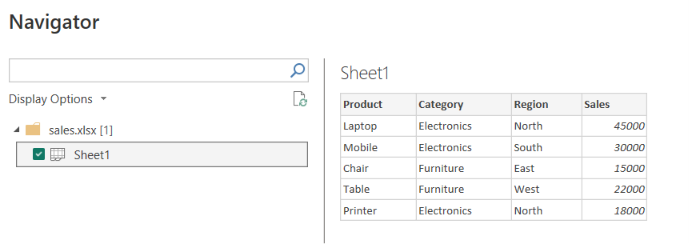 Navigator
Display Options
sales.xlsx [1]
Sheet1
Sheet1
Product Category Region Sales
Laptop Electronics North 45000
Mobile Electronics South 30000
Chair Furniture East 15000
Table Furniture West 22000
Printer Electronics North 18000